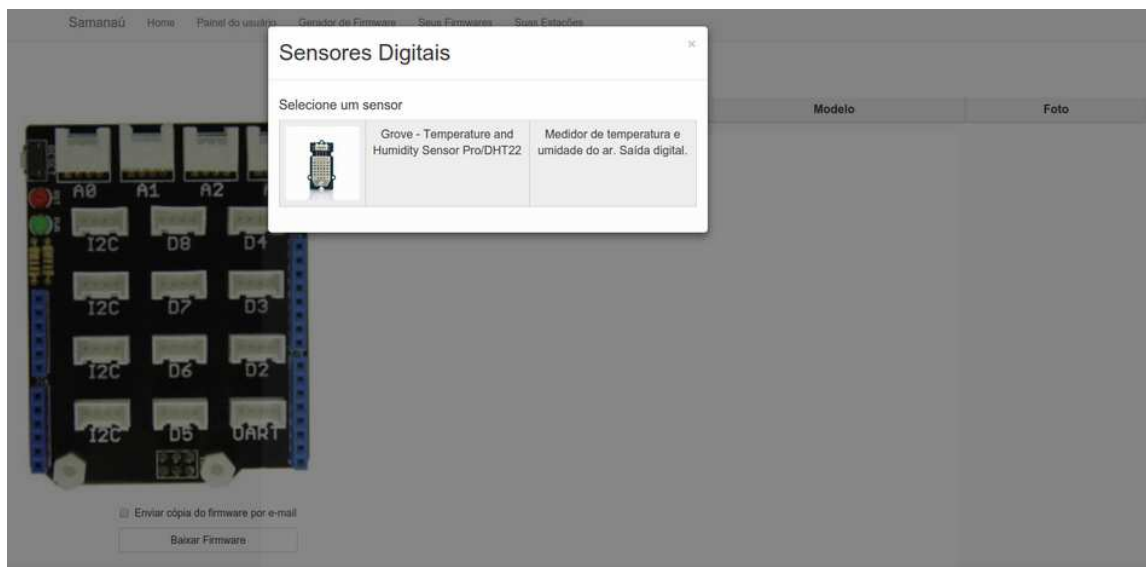 Samanaú Home Painel do usuário Gerador de Firmware Seus Firmwares Suas Estações
Sensores Digitais ×
Selecione um sensor
Grove - Temperature and
Humidity Sensor Pro/DHT22
Medidor de temperatura e
umidade do ar. Saída digital.
Modelo Foto
A0 A1 A2
I2C D8 D4
I2C D7 D3
I2C D6 D2
I2C D5 UART
Enviar cópia do firmware por e-mail
Baixar Firmware